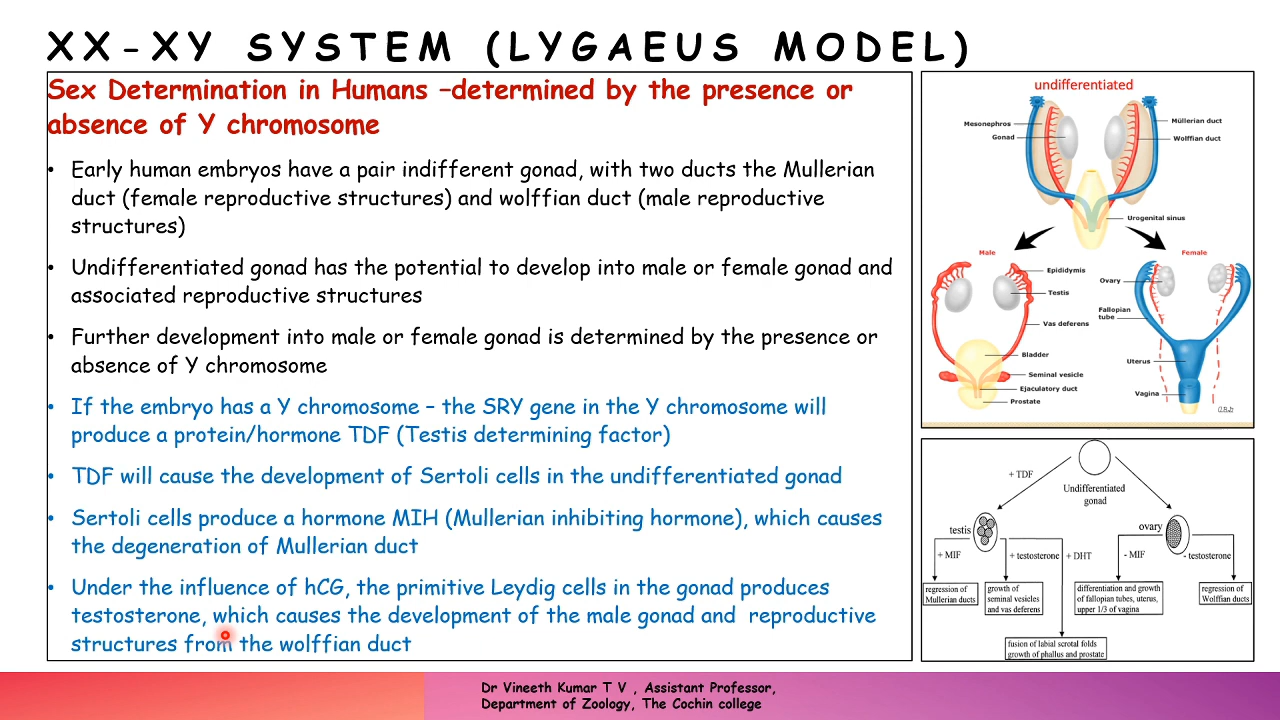 XX-XY SYSTEM (LYGAEUS MODEL)
Sex Determination in Humans –determined by the presence or
absence of Y chromosome
• Early human embryos have a pair indifferent gonad, with two ducts the Mullerian
duct (female reproductive structures) and wolffian duct (male reproductive
structures)
• Undifferentiated gonad has the potential to develop into male or female gonad and
associated reproductive structures
• Further development into male or female gonad is determined by the presence or
absence of Y chromosome
• If the embryo has a Y chromosome – the SRY gene in the Y chromosome will
produce a protein/hormone TDF (Testis determining factor)
• TDF will cause the development of Sertoli cells in the undifferentiated gonad
• Sertoli cells produce a hormone MIH (Mullerian inhibiting hormone), which causes
the degeneration of Mullerian duct
• Under the influence of hCG, the primitive Leydig cells in the gonad produces
testosterone, which causes the development of the male gonad and reproductive
structures from the wolffian duct
undifferentiated
Mesonephros
Gonad
Müllerian duct
Wolffian duct
Urogenital sinus
Male
Epididymis
Testis
Vas deferens
Bladder
Seminal vesicle
Ejaculatory duct
Prostate
Female
Ovary
Fallopian
tube
Uterus
Vagina
+ TDF
Undifferentiated
gonad
testis
ovary
+ MIF
+ testosterone
+ DHT
- MIF
- testosterone
regression of
Mullerian ducts
growth of
seminal vesicles
and vas deferens
differentiation and growth
of fallopian tubes, uterus,
upper 1/3 of vagina
regression of
Wolffian ducts
fusion of labial scrotal folds
growth of phallus and prostate
Dr Vineeth Kumar T V , Assistant Professor,
Department of Zoology, The Cochin college